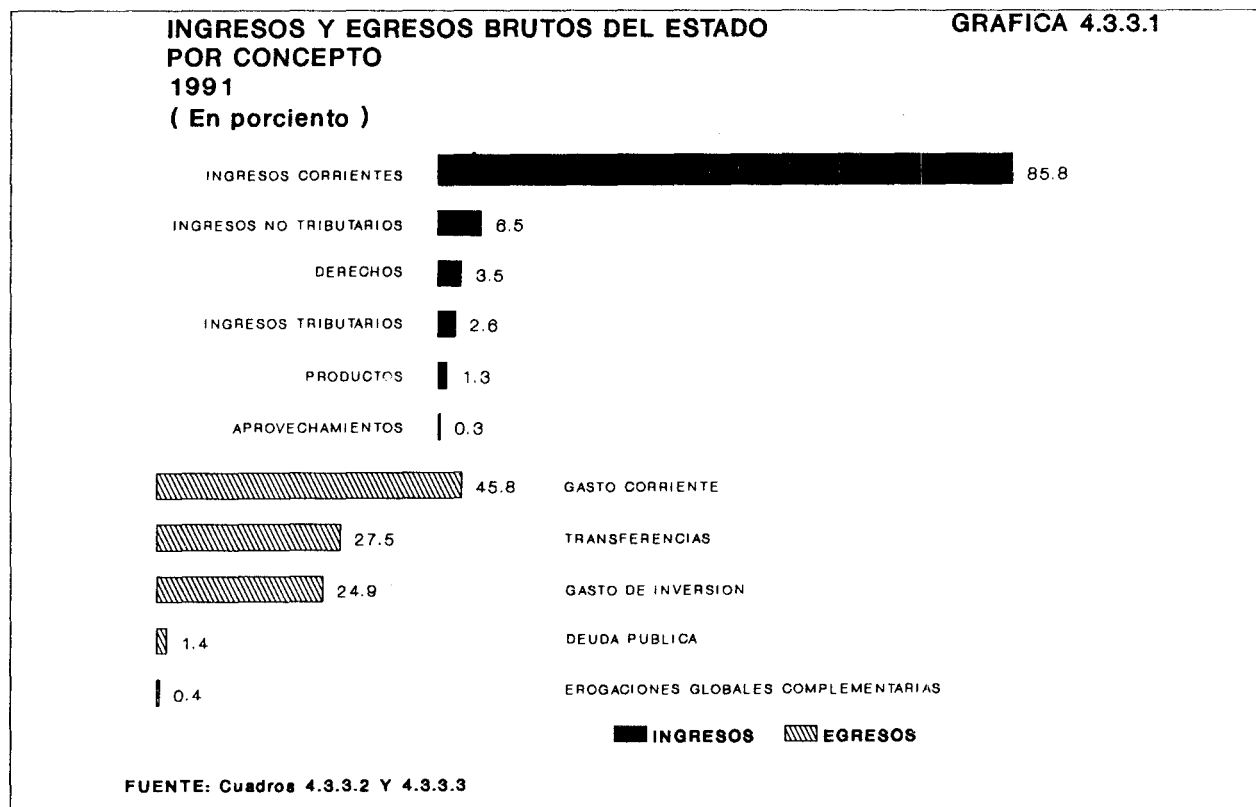 INGRESOS Y EGRESOS BRUTOS DEL ESTADO
POR CONCEPTO
1991
( En porciento )
GRAFICA 4.3.3.1
INGRESOS CORRIENTES 85.8
INGRESOS NO TRIBUTARIOS 6.5
DERECHOS 3.5
INGRESOS TRIBUTARIOS 2.6
PRODUCTOS 1.3
APROVECHAMIENTOS 0.3
45.8 GASTO CORRIENTE
27.5 TRANSFERENCIAS
24.9 GASTO DE INVERSION
1.4 DEUDA PUBLICA
0.4 EROGACIONES GLOBALES COMPLEMENTARIAS
INGRESOS EGRESOS
FUENTE: Cuadros 4.3.3.2 Y 4.3.3.3